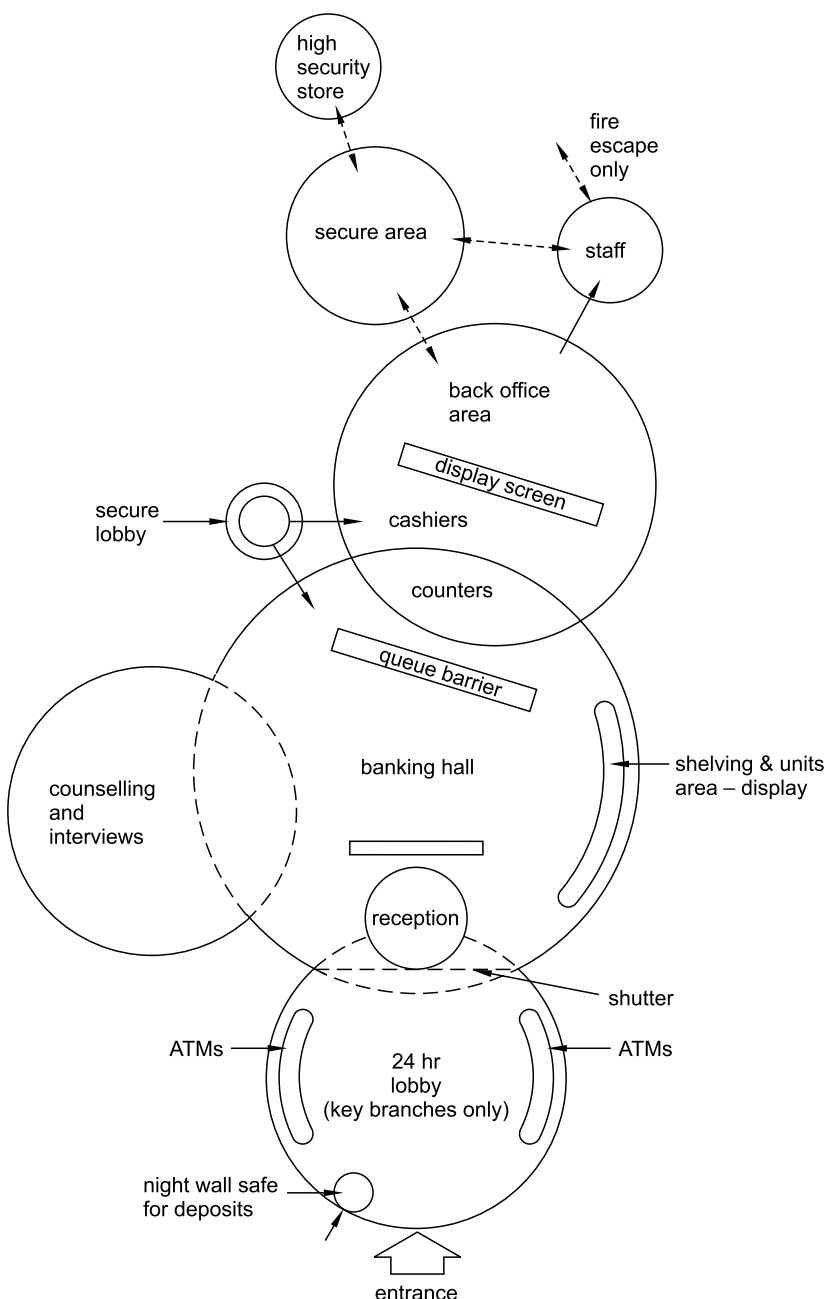 high
security
store
fire
escape
only
secure area
staff
back office
area
display screen
secure
lobby
cashiers
counters
queue barrier
banking hall
shelving & units
area – display
counselling
and
interviews
reception
shutter
ATMs
ATMs
24 hr
lobby
(key branches only)
night wall safe
for deposits
entrance